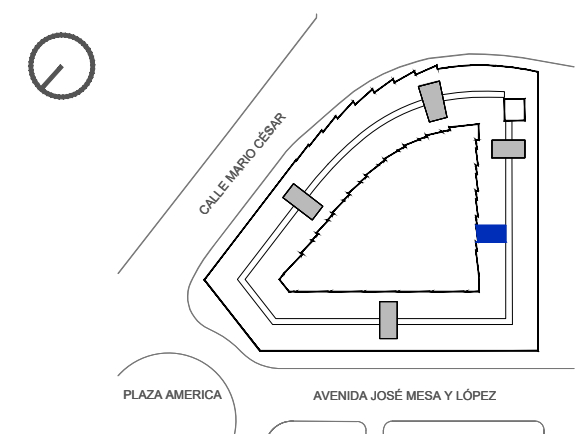 CALLE MARIO CÉSAR
PLAZA AMERICA
AVENIDA JOSÉ MESA Y LÓPEZ